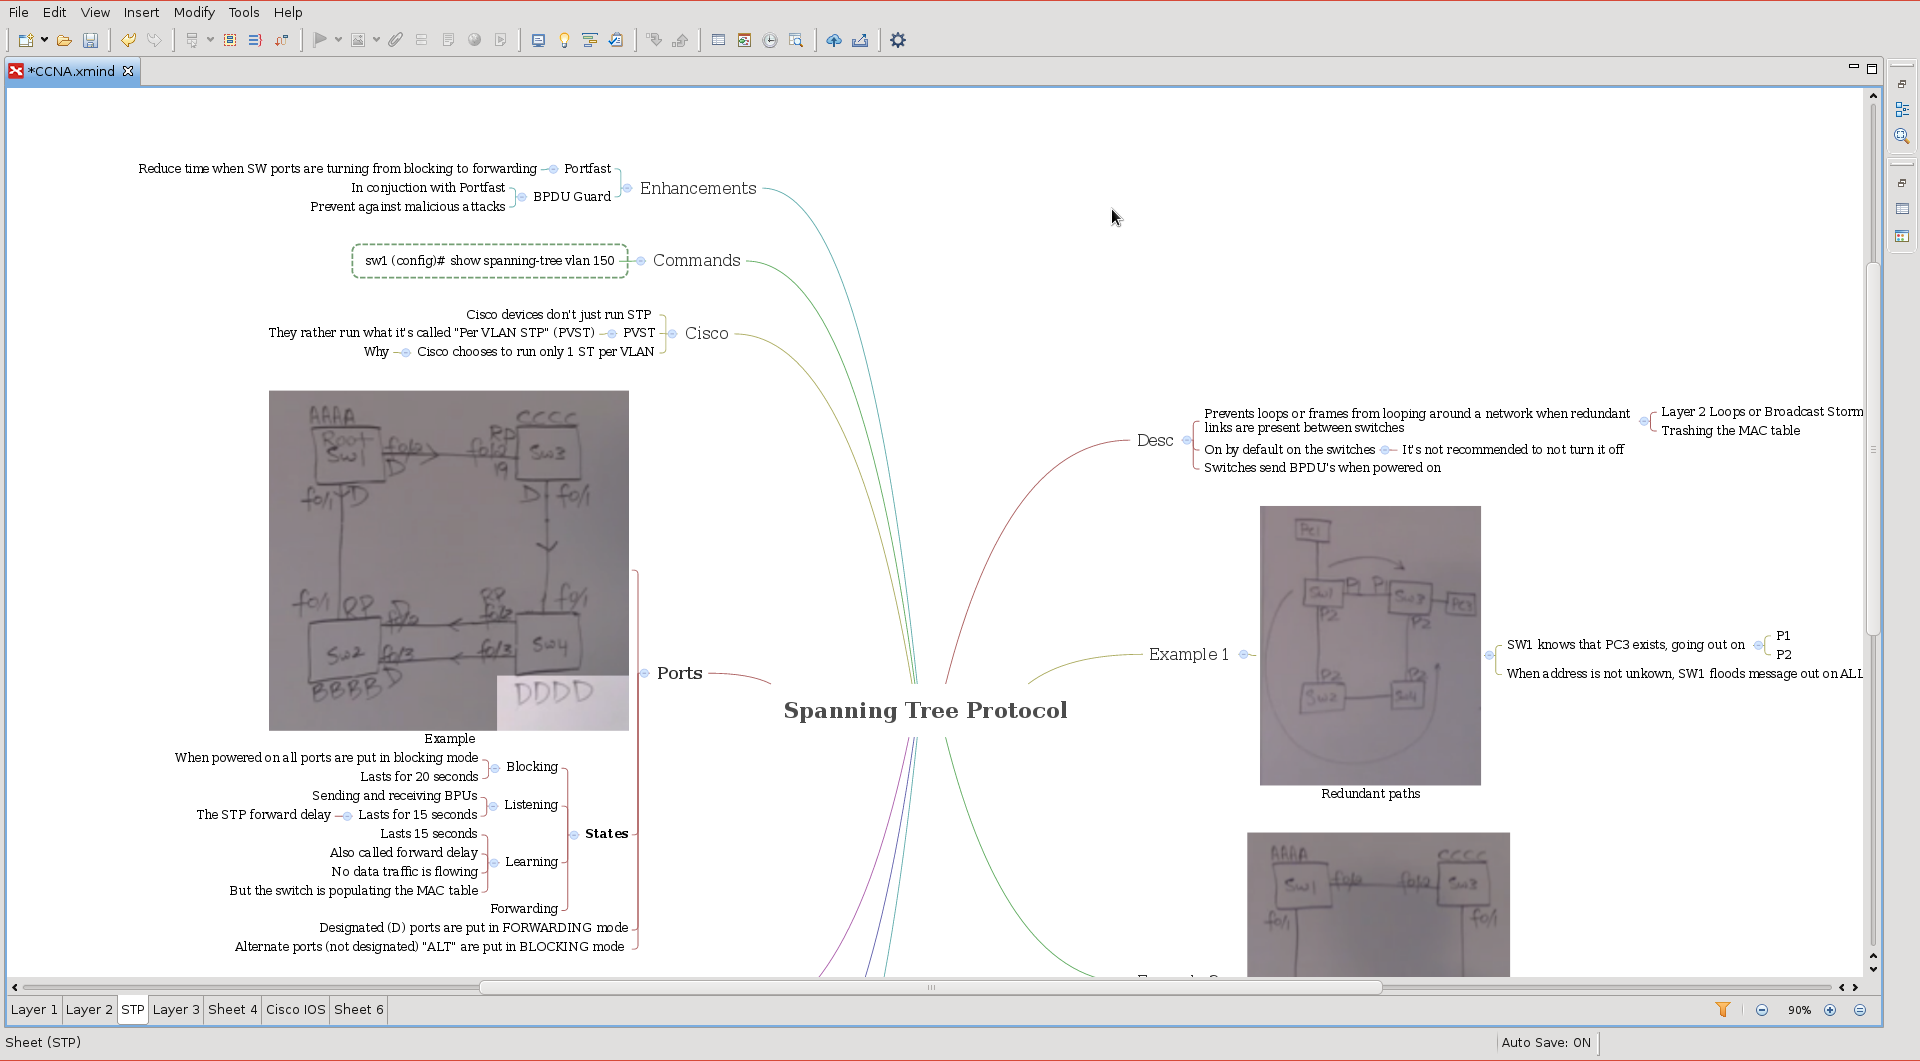 File Edit View Insert Modify Tools Help
*CCNA.xmind
Reduce time when SW ports are turning from blocking to forwarding
Portfast
In conjuction with Portfast
Prevent against malicious attacks
BPDU Guard
Enhancements
sw1 (config)# show spanning-tree vlan 150
Commands
Cisco devices don't just run STP
They rather run what it's called "Per VLAN STP" (PVST)
PVST
Why
Cisco chooses to run only 1 ST per VLAN
Cisco
AAAA
CCCC
Root
SW1
fo/2
D
RP
fo/2
19
SW3
fo/1
D
D
fo/1
fo/1
RP
D
fo/2
RP
fo/2
fo/1
SW2
fo/3
D
fo/3
SW4
BBBB
DDDD
Example
Ports
When powered on all ports are put in blocking mode
Lasts for 20 seconds
Blocking
Sending and receiving BPUs
The STP forward delay
Lasts for 15 seconds
Listening
Lasts 15 seconds
Also called forward delay
No data traffic is flowing
But the switch is populating the MAC table
Learning
Forwarding
States
Designated (D) ports are put in FORWARDING mode
Alternate ports (not designated) "ALT" are put in BLOCKING mode
Spanning Tree Protocol
Desc
Prevents loops or frames from looping around a network when redundant
links are present between switches
Layer 2 Loops or Broadcast Storm
Trashing the MAC table
On by default on the switches
It's not recommended to not turn it off
Switches send BPDU's when powered on
Example 1
PC1
SW1
P1
P1
SW3
PC3
P2
P2
P2
P2
SW2
SW4
Redundant paths
SW1 knows that PC3 exists, going out on
P1
P2
When address is not unkown, SW1 floods message out on ALL
AAAA
CCCC
SW1
fo/2
fo/2
SW3
fo/1
fo/1
Layer 1 Layer 2 STP Layer 3 Sheet 4 Cisco IOS Sheet 6
90%
Sheet (STP)
Auto Save: ON